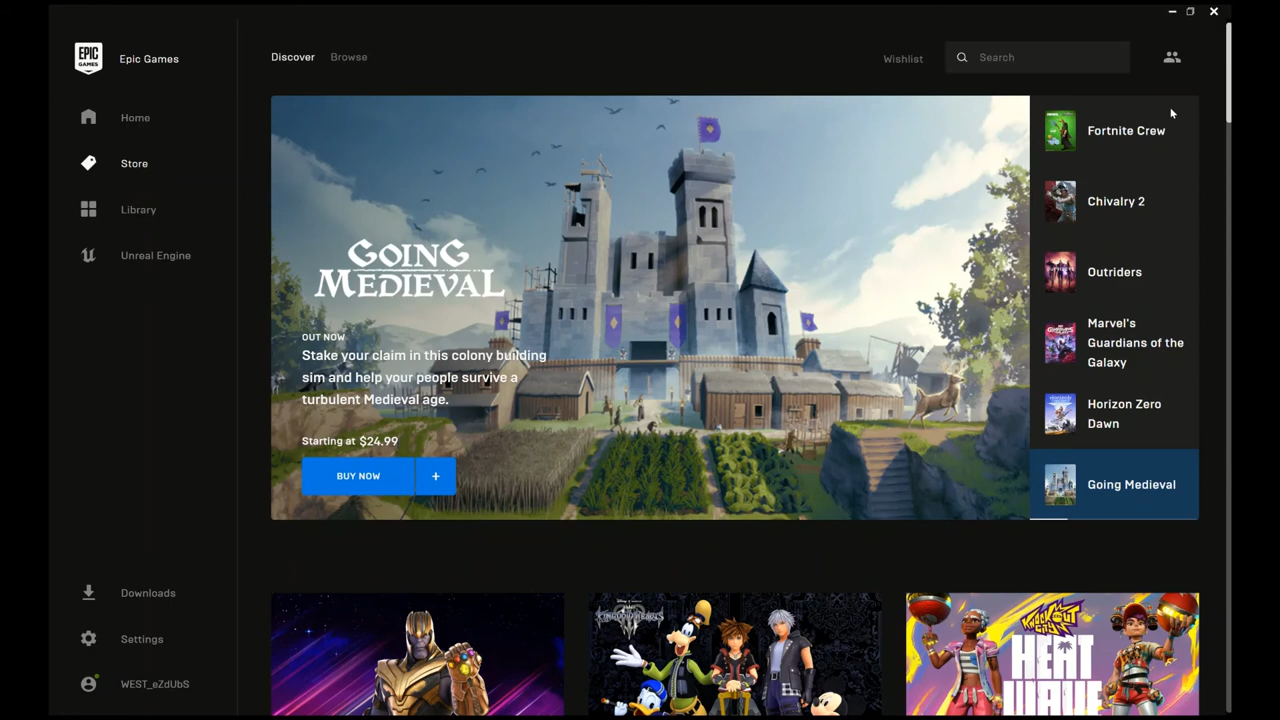 EPIC
GAMES
Epic Games
Home
Store
Library
Unreal Engine
Downloads
Settings
WEST_eZdUbS
Discover
Browse
Wishlist
Search
GOING
MEDIEVAL
OUT NOW
Stake your claim in this colony building
sim and help your people survive a
turbulent Medieval age.
Starting at $24.99
BUY NOW
+
Fortnite Crew
Chivalry 2
Outriders
Marvel's
Guardians of the
Galaxy
Horizon Zero
Dawn
Going Medieval
KINGDOM HEARTS
KNOCKOUT
CITY
HEAT
WAVE